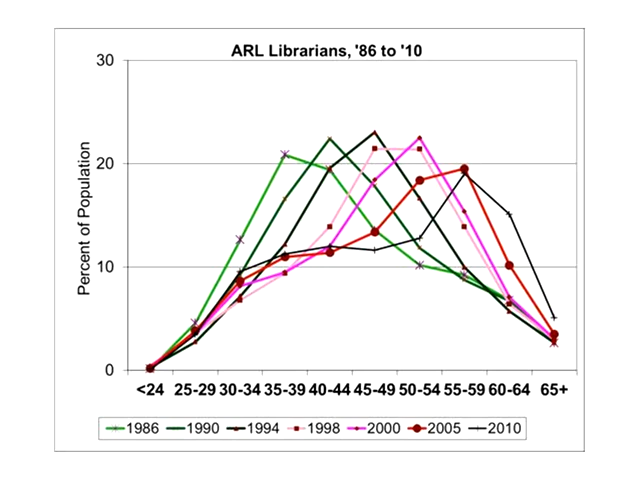 ARL Librarians, '86 to '10
30
20
10
0
Percent of Population
<24 25-29 30-34 35-39 40-44 45-49 50-54 55-59 60-64 65+
1986 1990 1994 1998 2000 2005 2010